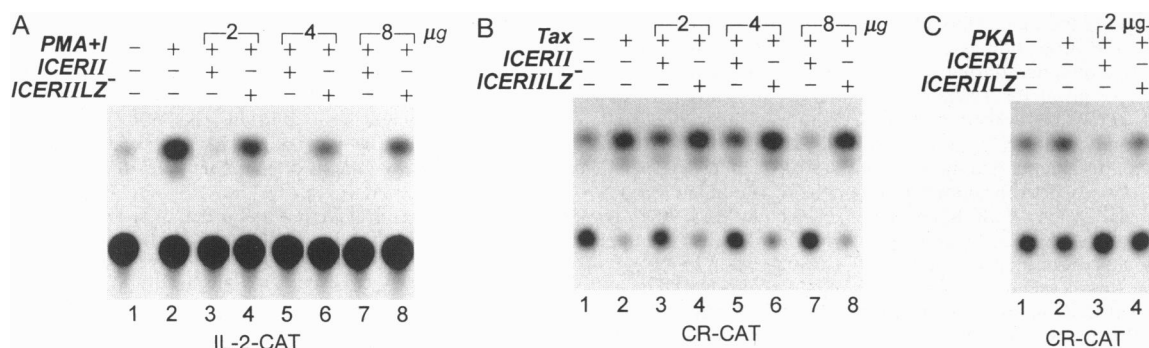 A
2 4 8 µg
PMA+I − + + + + + + +
ICERII − − + − + − + −
ICERIILZ⁻ − − − + − + − +
1 2 3 4 5 6 7 8
IL-2-CAT
B
2 4 8 µg
Tax − + + + + + + +
ICERII − − + − + − + −
ICERIILZ⁻ − − − + − + − +
1 2 3 4 5 6 7 8
CR-CAT
C
2 µg
PKA − + + +
ICERII − − + −
ICERIILZ⁻ − − − +
1 2 3 4
CR-CAT